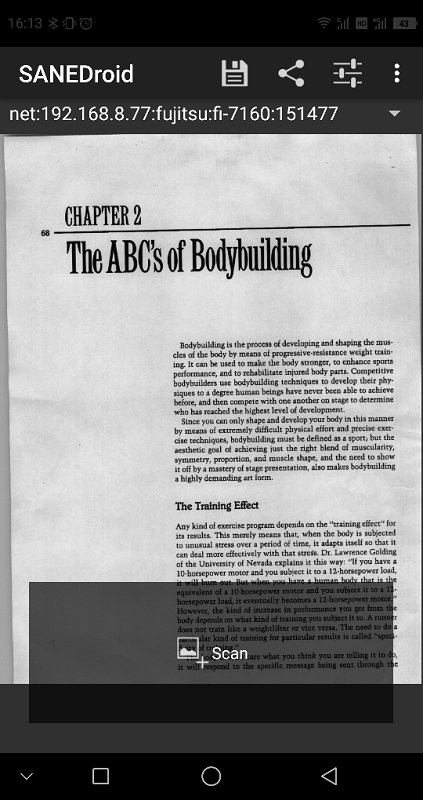 16:13
HD
43
SANEDroid
net:192.168.8.77:fujitsu:fi-7160:151477
CHAPTER 2
68
The ABC's of Bodybuilding
Bodybuilding is the process of developing and shaping the mus-
cles of the body by means of progressive-resistance weight train-
ing. It can be used to make the body stronger, to enhance sports
performance, and to rehabilitate injured body parts. Competitive
bodybuilders use bodybuilding techniques to develop their phy-
siques to a degree human beings have never been able to achieve
before, and then compete with one another on stage to determine
who has reached the highest level of development.
Since you can only shape and develop your body in this manner
by means of extremely difficult physical effort and precise exer-
cise techniques, bodybuilding must be defined as a sport; but the
aesthetic goal of achieving just the right blend of muscularity,
symmetry, proportion, and muscle shape, and the need to show
it off by a mastery of stage presentation, also makes bodybuilding
a highly demanding art form.
The Training Effect
Any kind of exercise program depends on the "training effect" for
its results. This merely means that, when the body is subjected
to unusual stress over a period of time, it adapts itself so that it
can deal more effectively with that stress. Dr. Lawrence Golding
of the University of Nevada explains it this way: "If you have a
10-horsepower motor and you subject it to a 12-horsepower load,
it will burn out. But when you have a human body that is the
equivalent of a 10-horsepower motor and you subject it to a 12-
horsepower load, it eventually becomes a 12-horsepower motor."
However, the kind of increase in performance you get from the
body depends on what kind of training you subject it to. A runner
does not train like a weightlifter or vice versa. The need to do a
kind of training for particular results is called "speci-
Scan
care what you think you are telling it to do,
it will respond to the specific message being sent through the